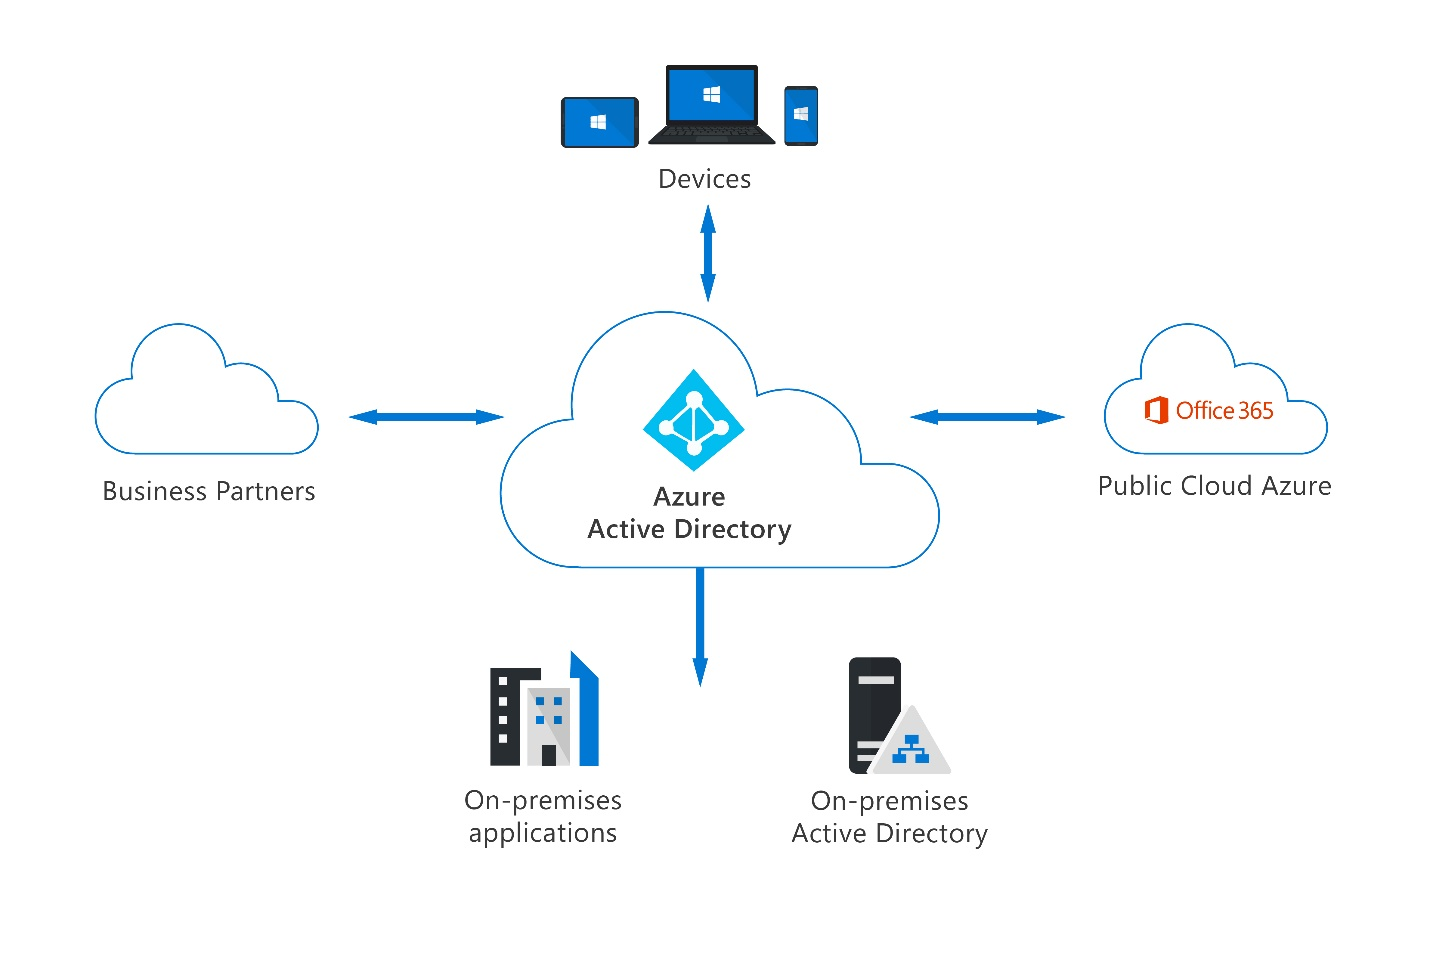 Devices
Business Partners
Azure
Active Directory
Office 365
Public Cloud Azure
On-premises
applications
On-premises
Active Directory